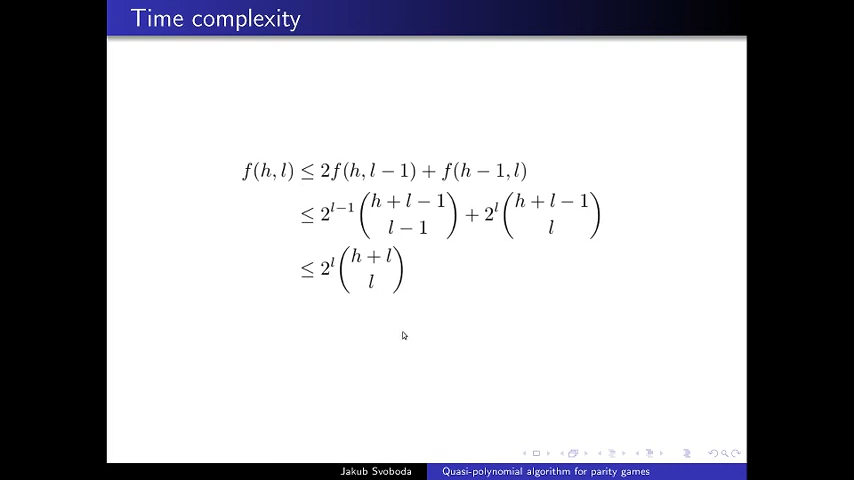 Time complexity
f(h, l) ≤ 2f(h, l − 1) + f(h − 1, l)
≤ 2^{l−1} \binom{h + l − 1}{l − 1} + 2^l \binom{h + l − 1}{l}
≤ 2^l \binom{h + l}{l}
Jakub Svoboda Quasi-polynomial algorithm for parity games